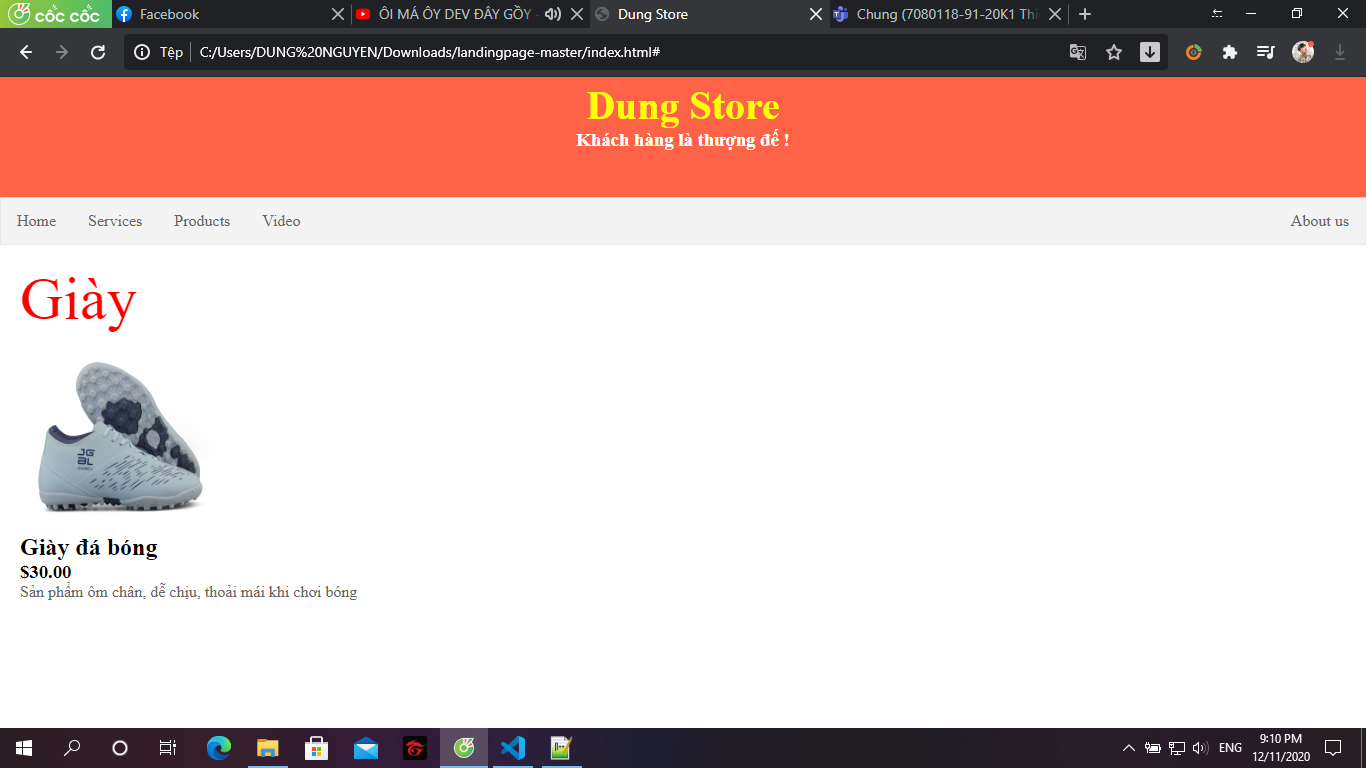 cốc cốc
Facebook
ÔI MÁ ÔY DEV ĐÂY GỒY -
Dung Store
Chung (7080118-91-20K1 Thi
Tệp
C:/Users/DUNG%20NGUYEN/Downloads/landingpage-master/index.html#
Dung Store
Khách hàng là thượng đế !
Home
Services
Products
Video
About us
Giày
JG
BL
Giày đá bóng
$30.00
Sản phẩm ôm chân, dễ chịu, thoải mái khi chơi bóng
ENG
9:10 PM
12/11/2020